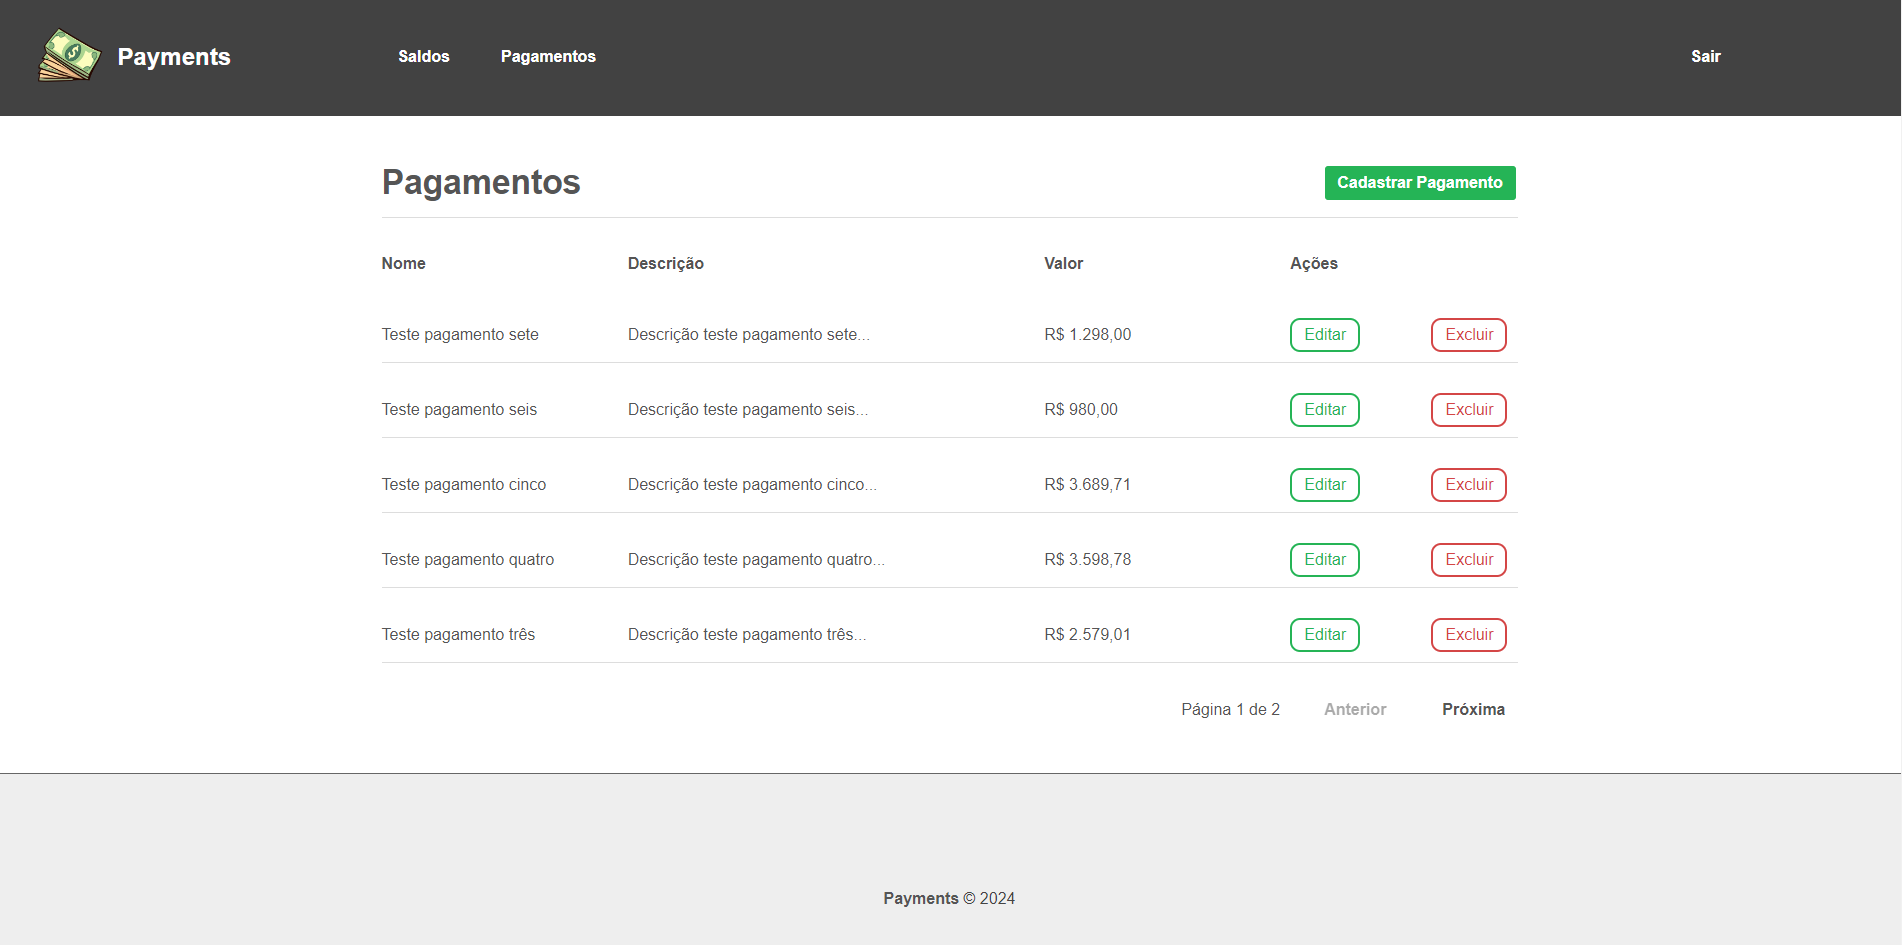 Payments Saldos Pagamentos Sair
Pagamentos Cadastrar Pagamento
Nome Descrição Valor Ações
Teste pagamento sete Descrição teste pagamento sete... R$ 1.298,00 Editar Excluir
Teste pagamento seis Descrição teste pagamento seis... R$ 980,00 Editar Excluir
Teste pagamento cinco Descrição teste pagamento cinco... R$ 3.689,71 Editar Excluir
Teste pagamento quatro Descrição teste pagamento quatro... R$ 3.598,78 Editar Excluir
Teste pagamento três Descrição teste pagamento três... R$ 2.579,01 Editar Excluir
Página 1 de 2 Anterior Próxima
Payments © 2024